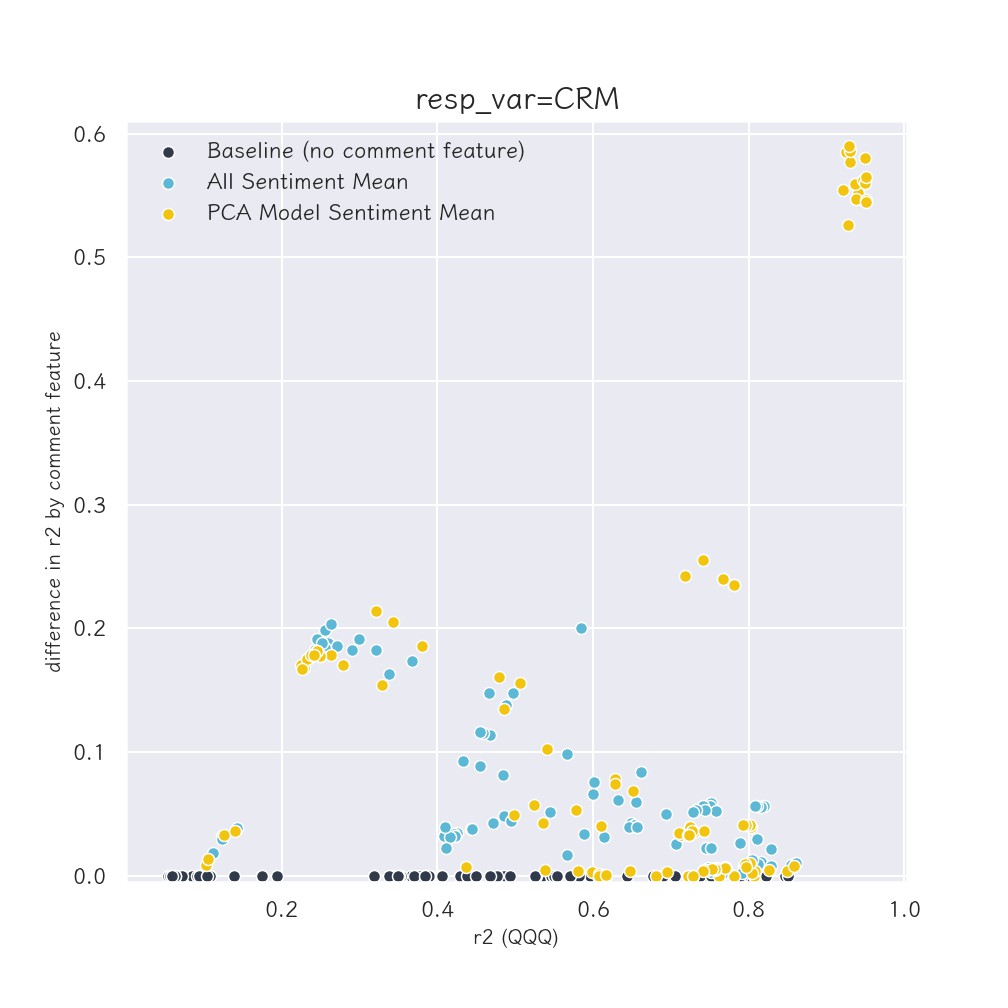 resp_var=CRM
Baseline (no comment feature)
All Sentiment Mean
PCA Model Sentiment Mean
difference in r2 by comment feature
0.6
0.5
0.4
0.3
0.2
0.1
0.0
0.2
0.4
0.6
0.8
1.0
r2 (QQQ)